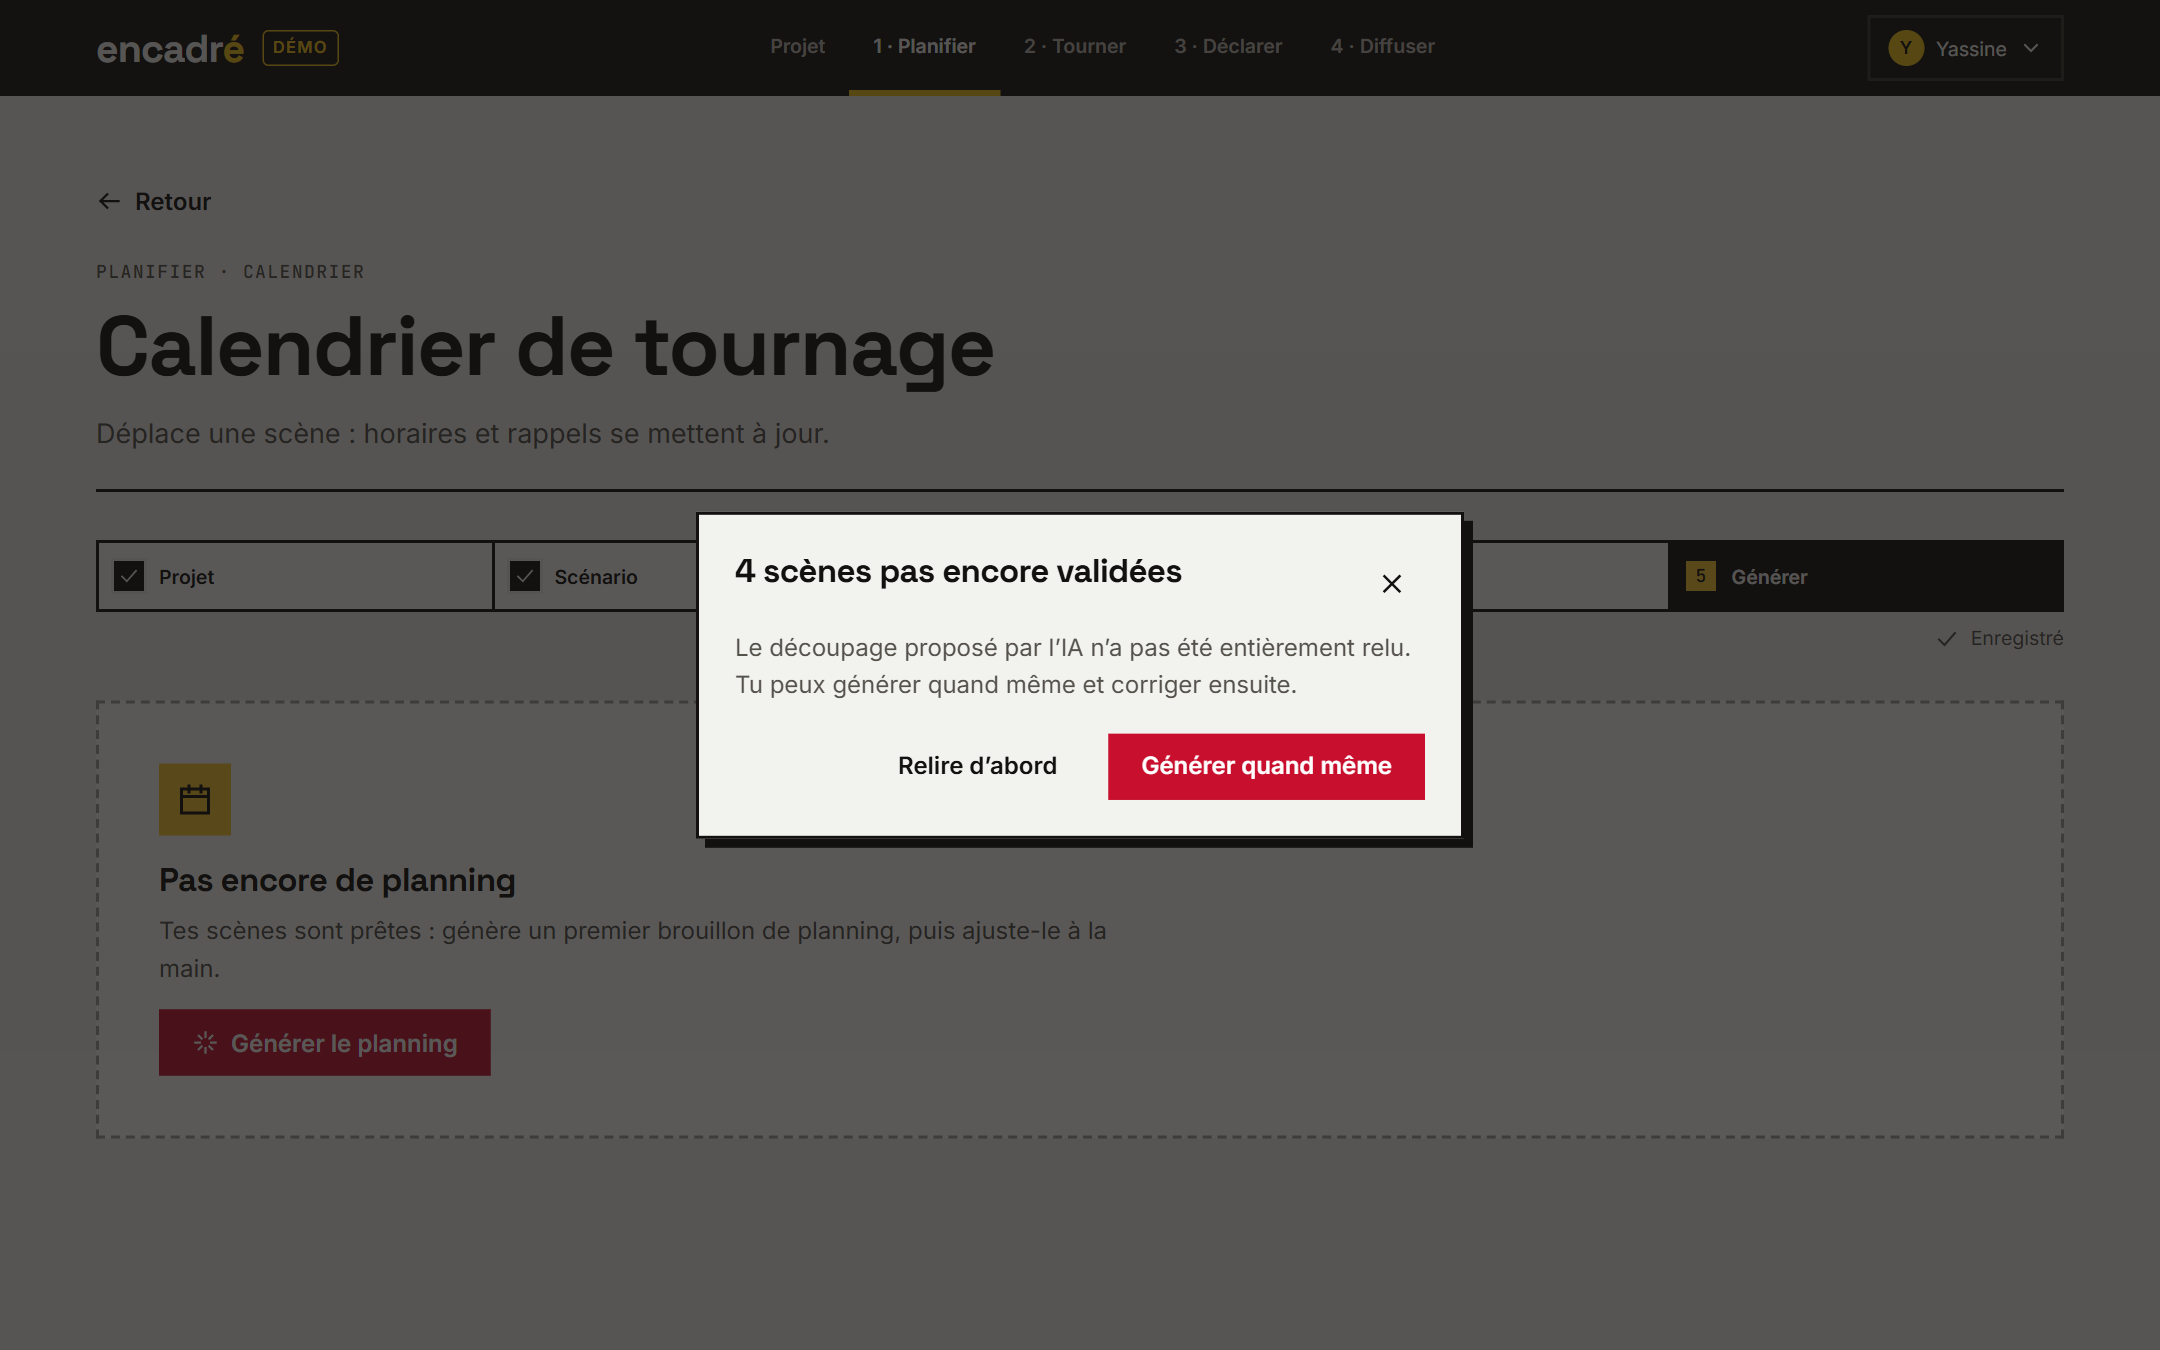 encadré
DÉMO
Projet
1 · Planifier
2 · Tourner
3 · Déclarer
4 · Diffuser
Y
Yassine
Retour
PLANIFIER · CALENDRIER
Calendrier de tournage
Déplace une scène : horaires et rappels se mettent à jour.
Projet
Scénario
5
Générer
Enregistré
4 scènes pas encore validées
Le découpage proposé par l’IA n’a pas été entièrement relu.
Tu peux générer quand même et corriger ensuite.
Relire d’abord
Générer quand même
Pas encore de planning
Tes scènes sont prêtes : génère un premier brouillon de planning, puis ajuste-le à la
main.
Générer le planning